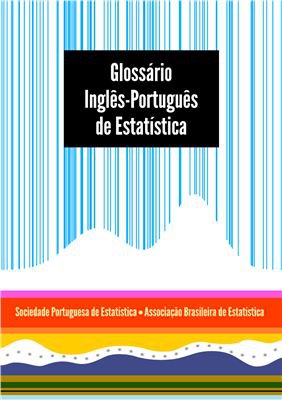 Glossário
Inglês-Português
de Estatística
Sociedade Portuguesa de Estatística • Associação Brasileira de Estatística